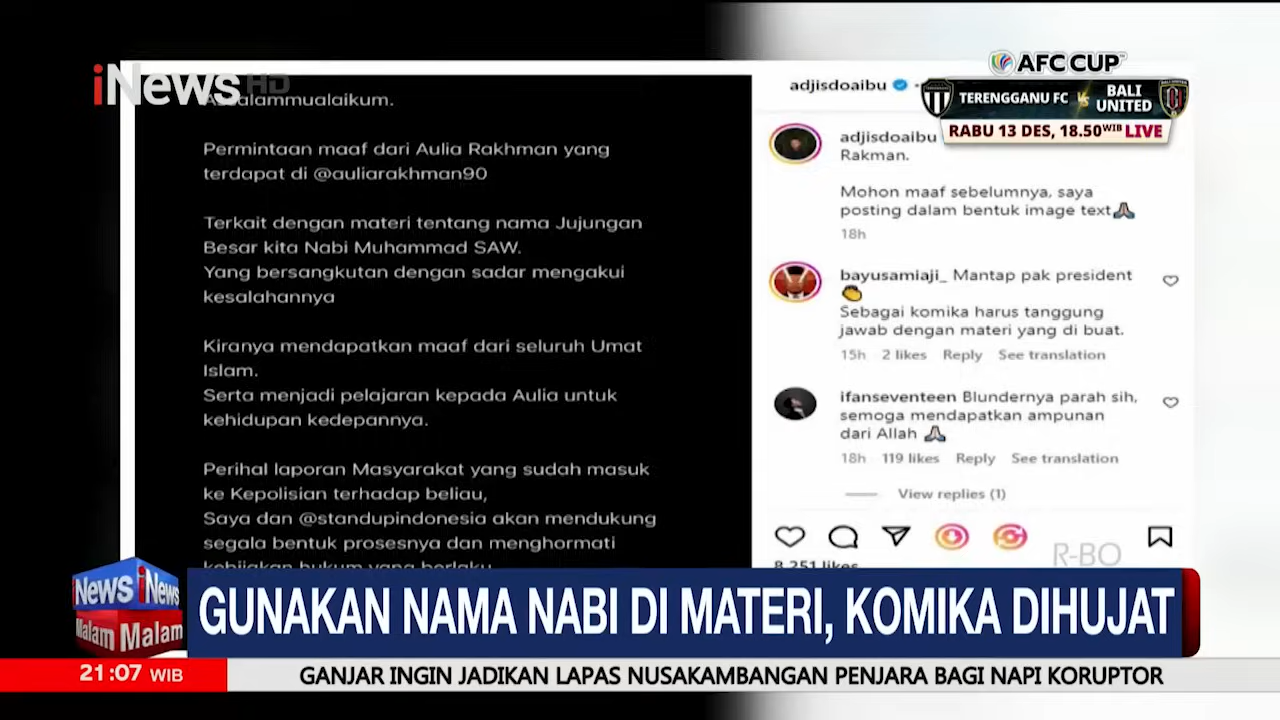 iNews HD
AFC CUP
TERENGGANU FC VS BALI UNITED
RABU 13 DES, 18.50 WIB LIVE
Assalammualaikum.
Permintaan maaf dari Aulia Rakhman yang
terdapat di @auliarakhman90
Terkait dengan materi tentang nama Jujungan
Besar kita Nabi Muhammad SAW.
Yang bersangkutan dengan sadar mengakui
kesalahannya
Kiranya mendapatkan maaf dari seluruh Umat
Islam.
Serta menjadi pelajaran kepada Aulia untuk
kehidupan kedepannya.
Perihal laporan Masyarakat yang sudah masuk
ke Kepolisian terhadap beliau,
Saya dan @standupindonesia akan mendukung
segala bentuk prosesnya dan menghormati
kebijakan hukum yang berlaku
adjisdoaibu
adjisdoaibu
Rakman.
Mohon maaf sebelumnya, saya
posting dalam bentuk image text🙏🏻
18h
bayusamiaji_ Mantap pak president
👏
Sebagai komika harus tanggung
jawab dengan materi yang di buat.
15h 2 likes Reply See translation
ifanseventeen Blundernya parah sih,
semoga mendapatkan ampunan
dari Allah 🙏🏻
18h 119 likes Reply See translation
View replies (1)
8.251 likes
R-BO
iNews iNews
Malam Malam
GUNAKAN NAMA NABI DI MATERI, KOMIKA DIHUJAT
21:07 WIB
GANJAR INGIN JADIKAN LAPAS NUSAKAMBANGAN PENJARA BAGI NAPI KORUPTOR